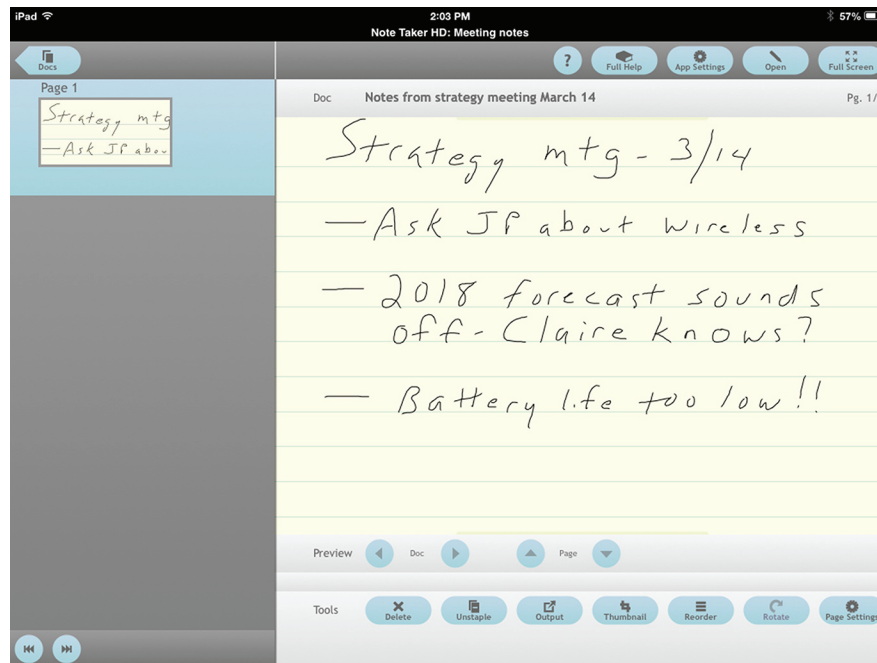 iPad 2:03 PM 57%
Note Taker HD: Meeting notes
Docs ? Full Help App Settings Open Full Screen
Page 1
Strategy mtg
— Ask JP abou
Doc Notes from strategy meeting March 14 Pg. 1/
Strategy mtg - 3/14
— Ask JP about wireless
— 2018 forecast sounds
off - Claire knows?
— Battery life too low!!
Preview Doc Page
Tools Delete Unstaple Output Thumbnail Reorder Rotate Page Settings